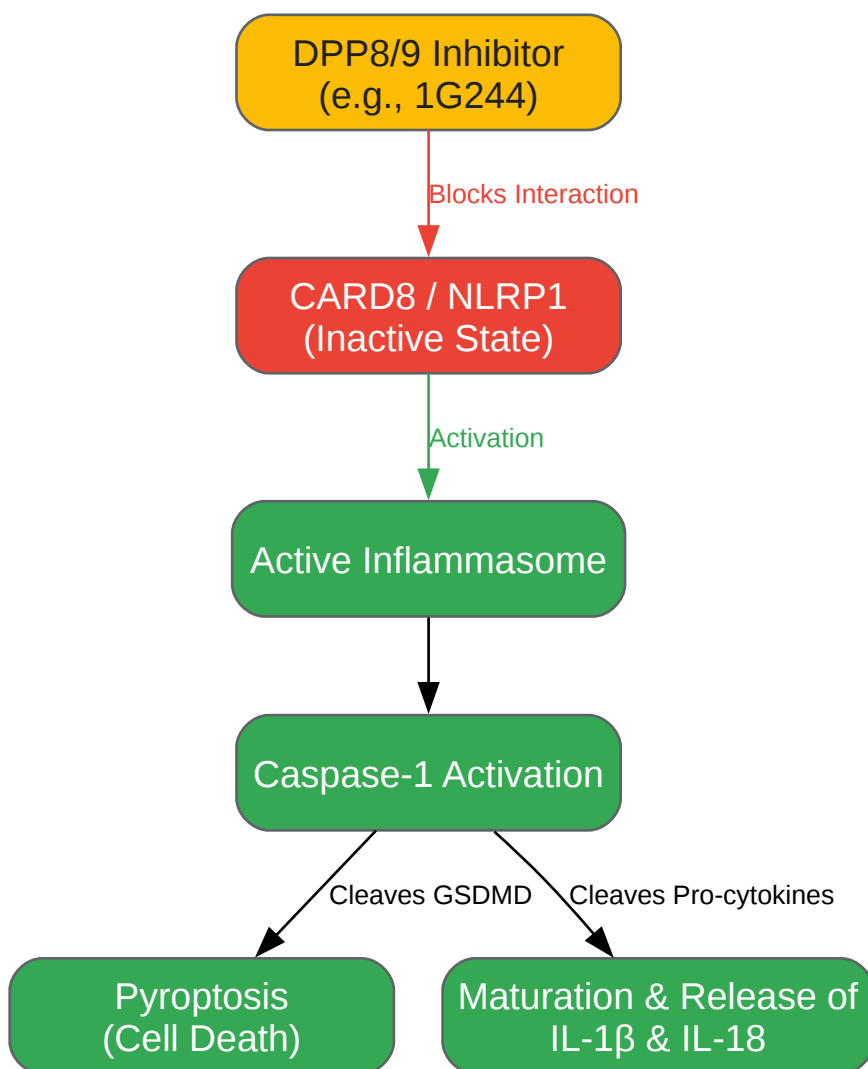 DPP8/9 Inhibitor
(e.g., 1G244)
Blocks Interaction
CARD8 / NLRP1
(Inactive State)
Activation
Active Inflammasome
Caspase-1 Activation
Cleaves GSDMD
Cleaves Pro-cytokines
Pyroptosis
(Cell Death)
Maturation & Release of
IL-1β & IL-18